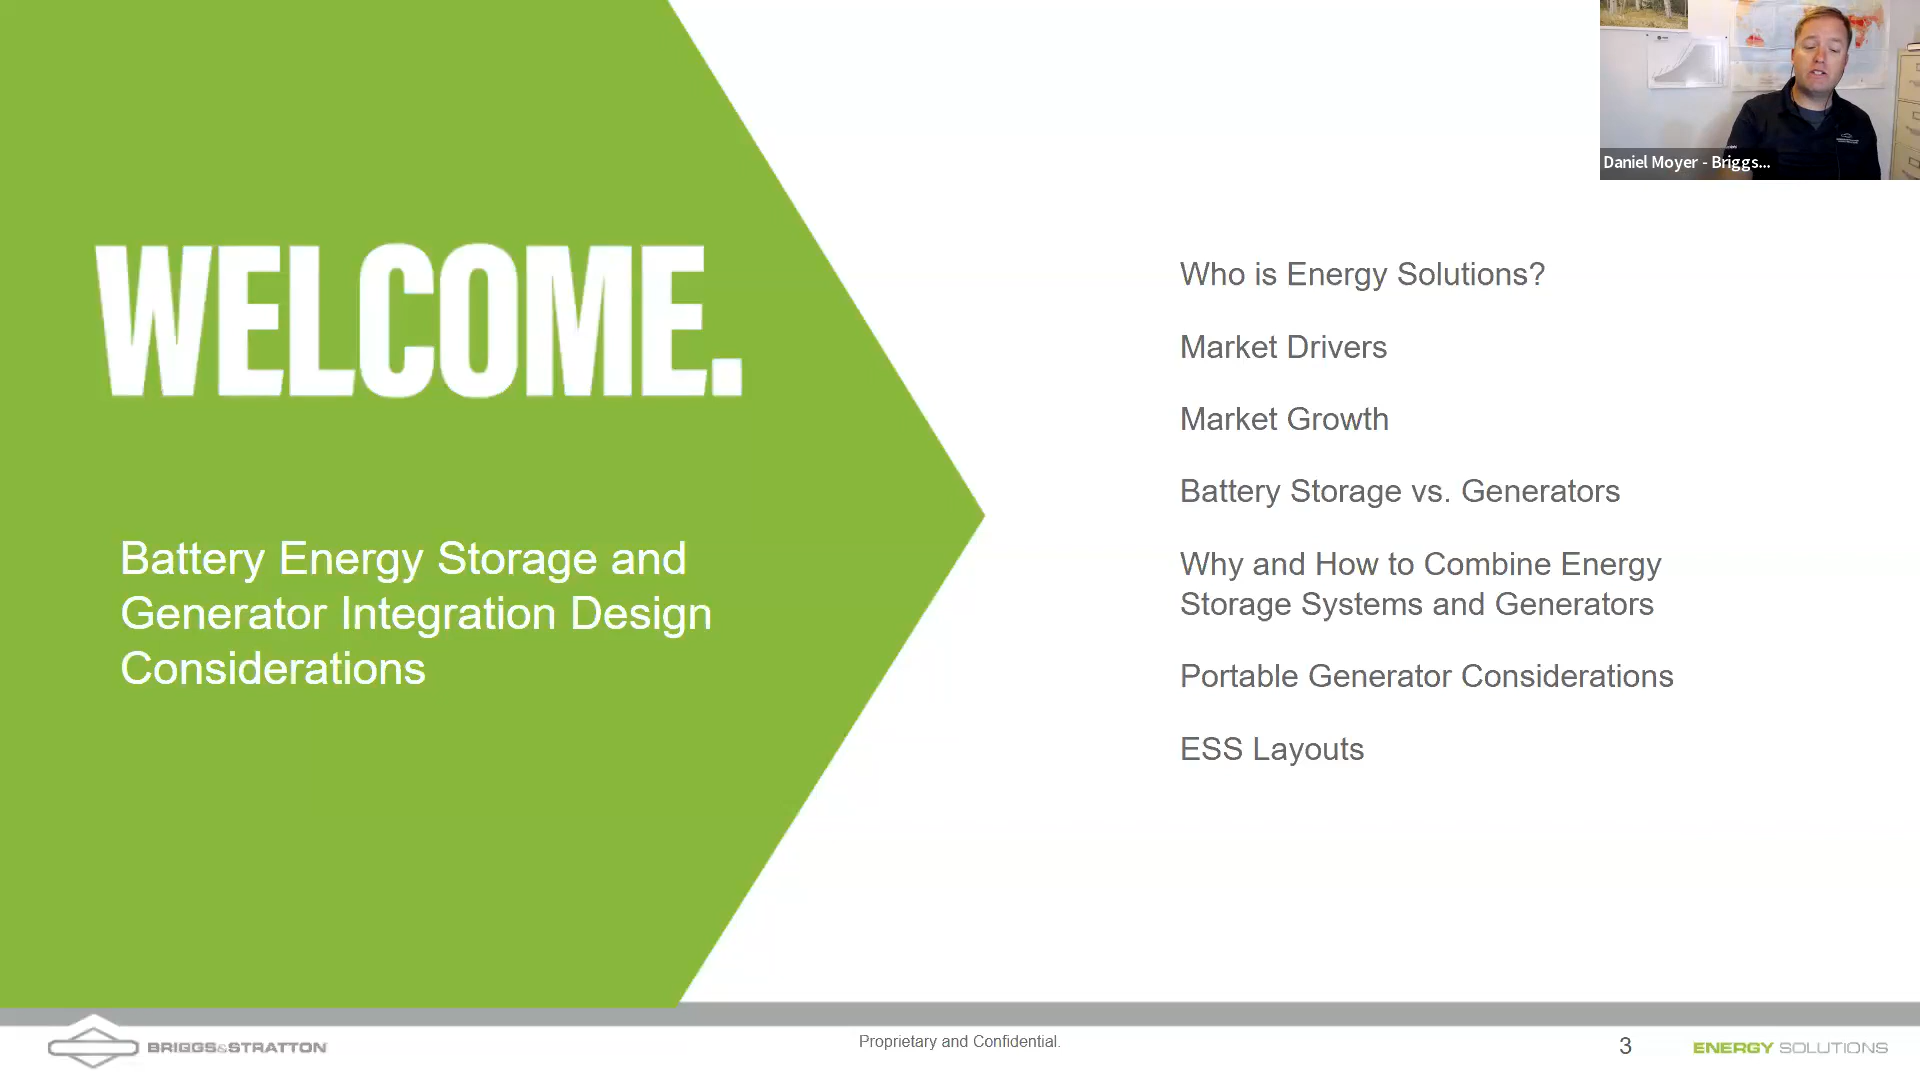 WELCOME.
Battery Energy Storage and
Generator Integration Design
Considerations
Who is Energy Solutions?
Market Drivers
Market Growth
Battery Storage vs. Generators
Why and How to Combine Energy
Storage Systems and Generators
Portable Generator Considerations
ESS Layouts
Daniel Moyer - Briggs...
BRIGGS&STRATTON
Proprietary and Confidential.
3
ENERGY SOLUTIONS